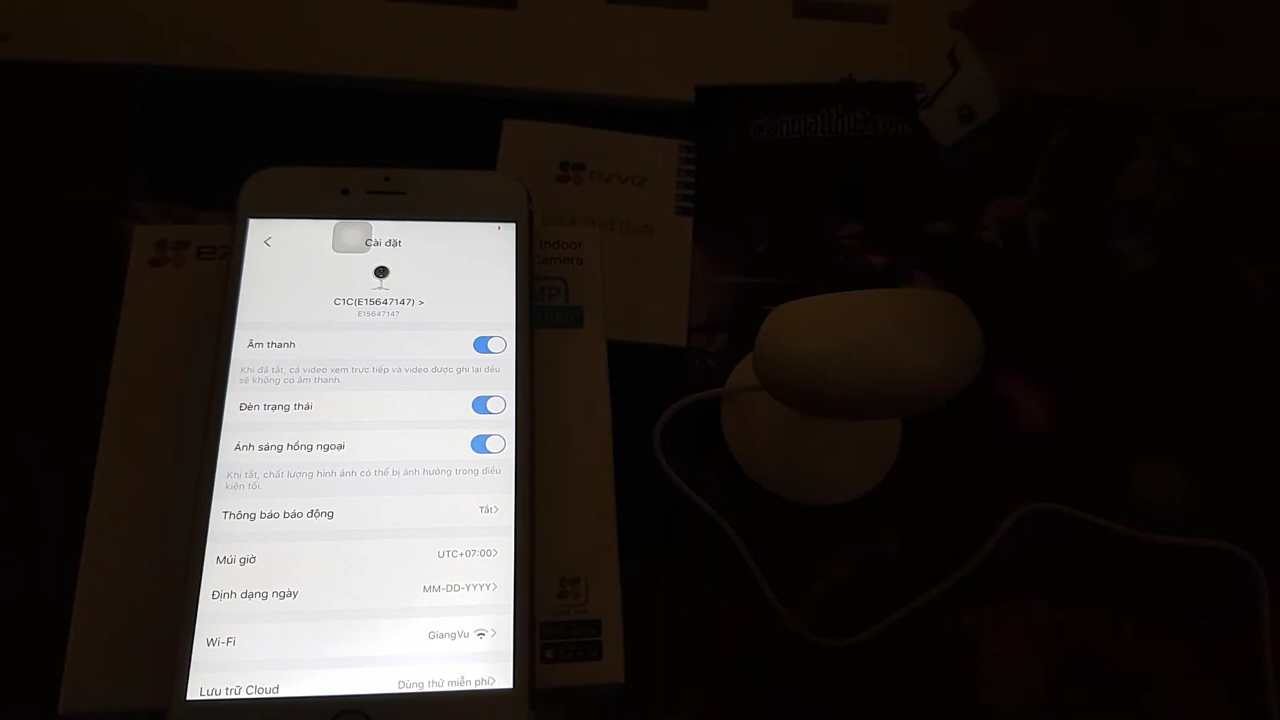 Cài đặt
C1C(E15647147) >
E15647147
Âm thanh
Khi đã tắt, cả video xem trực tiếp và video được ghi lại đều
sẽ không có âm thanh.
Đèn trạng thái
Ánh sáng hồng ngoại
Khi tắt, chất lượng hình ảnh có thể bị ảnh hưởng trong điều
kiện tối.
Thông báo báo động Tắt>
Múi giờ UTC+07:00>
Định dạng ngày MM-DD-YYYY>
Wi-Fi GiangVu >
Lưu trữ Cloud Dùng thử miễn phí>
ezviz
Quick Start Guide
Indoor
Camera